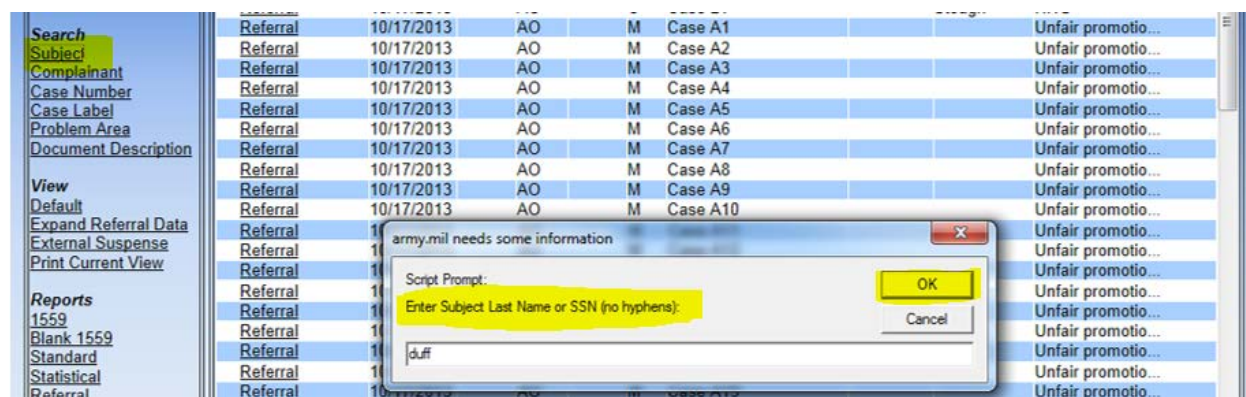 Search
Subject
Complainant
Case Number
Case Label
Problem Area
Document Description
View
Default
Expand Referral Data
External Suspense
Print Current View
Reports
1559
Blank 1559
Standard
Statistical
Referral
Referral 10/17/2013 AO M Case A1 Unfair promotio...
Referral 10/17/2013 AO M Case A2 Unfair promotio...
Referral 10/17/2013 AO M Case A3 Unfair promotio...
Referral 10/17/2013 AO M Case A4 Unfair promotio...
Referral 10/17/2013 AO M Case A5 Unfair promotio...
Referral 10/17/2013 AO M Case A6 Unfair promotio...
Referral 10/17/2013 AO M Case A7 Unfair promotio...
Referral 10/17/2013 AO M Case A8 Unfair promotio...
Referral 10/17/2013 AO M Case A9 Unfair promotio...
Referral 10/17/2013 AO M Case A10 Unfair promotio...
Referral Unfair promotio...
Referral Unfair promotio...
Referral Unfair promotio...
Referral Unfair promotio...
Referral Unfair promotio...
Referral Unfair promotio...
Referral Unfair promotio...
Referral Unfair promotio...
Referral Unfair promotio...
army.mil needs some information
Script Prompt:
Enter Subject Last Name or SSN (no hyphens):
OK
Cancel
duff